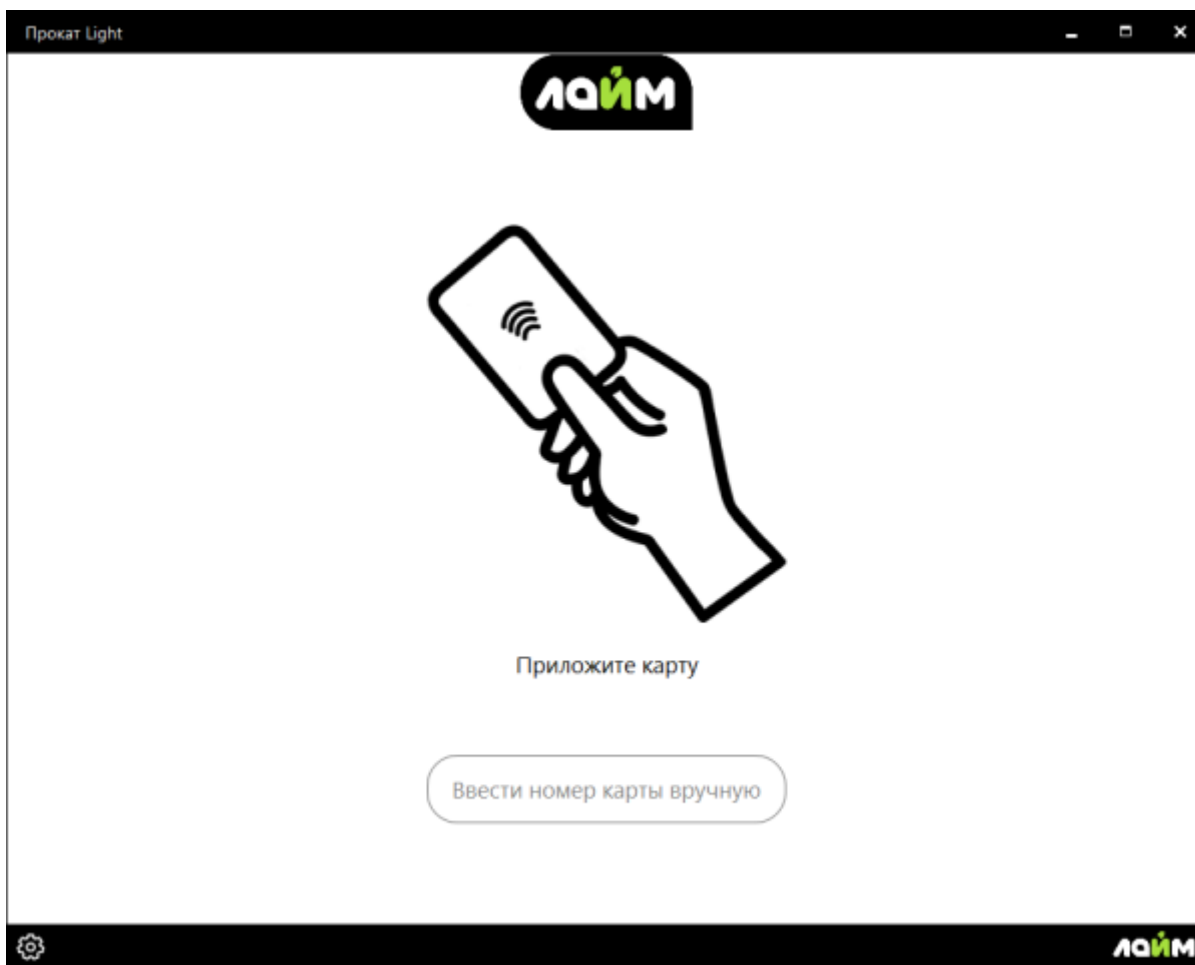 Прокат Light
лайм
Приложите карту
Ввести номер карты вручную
лайм